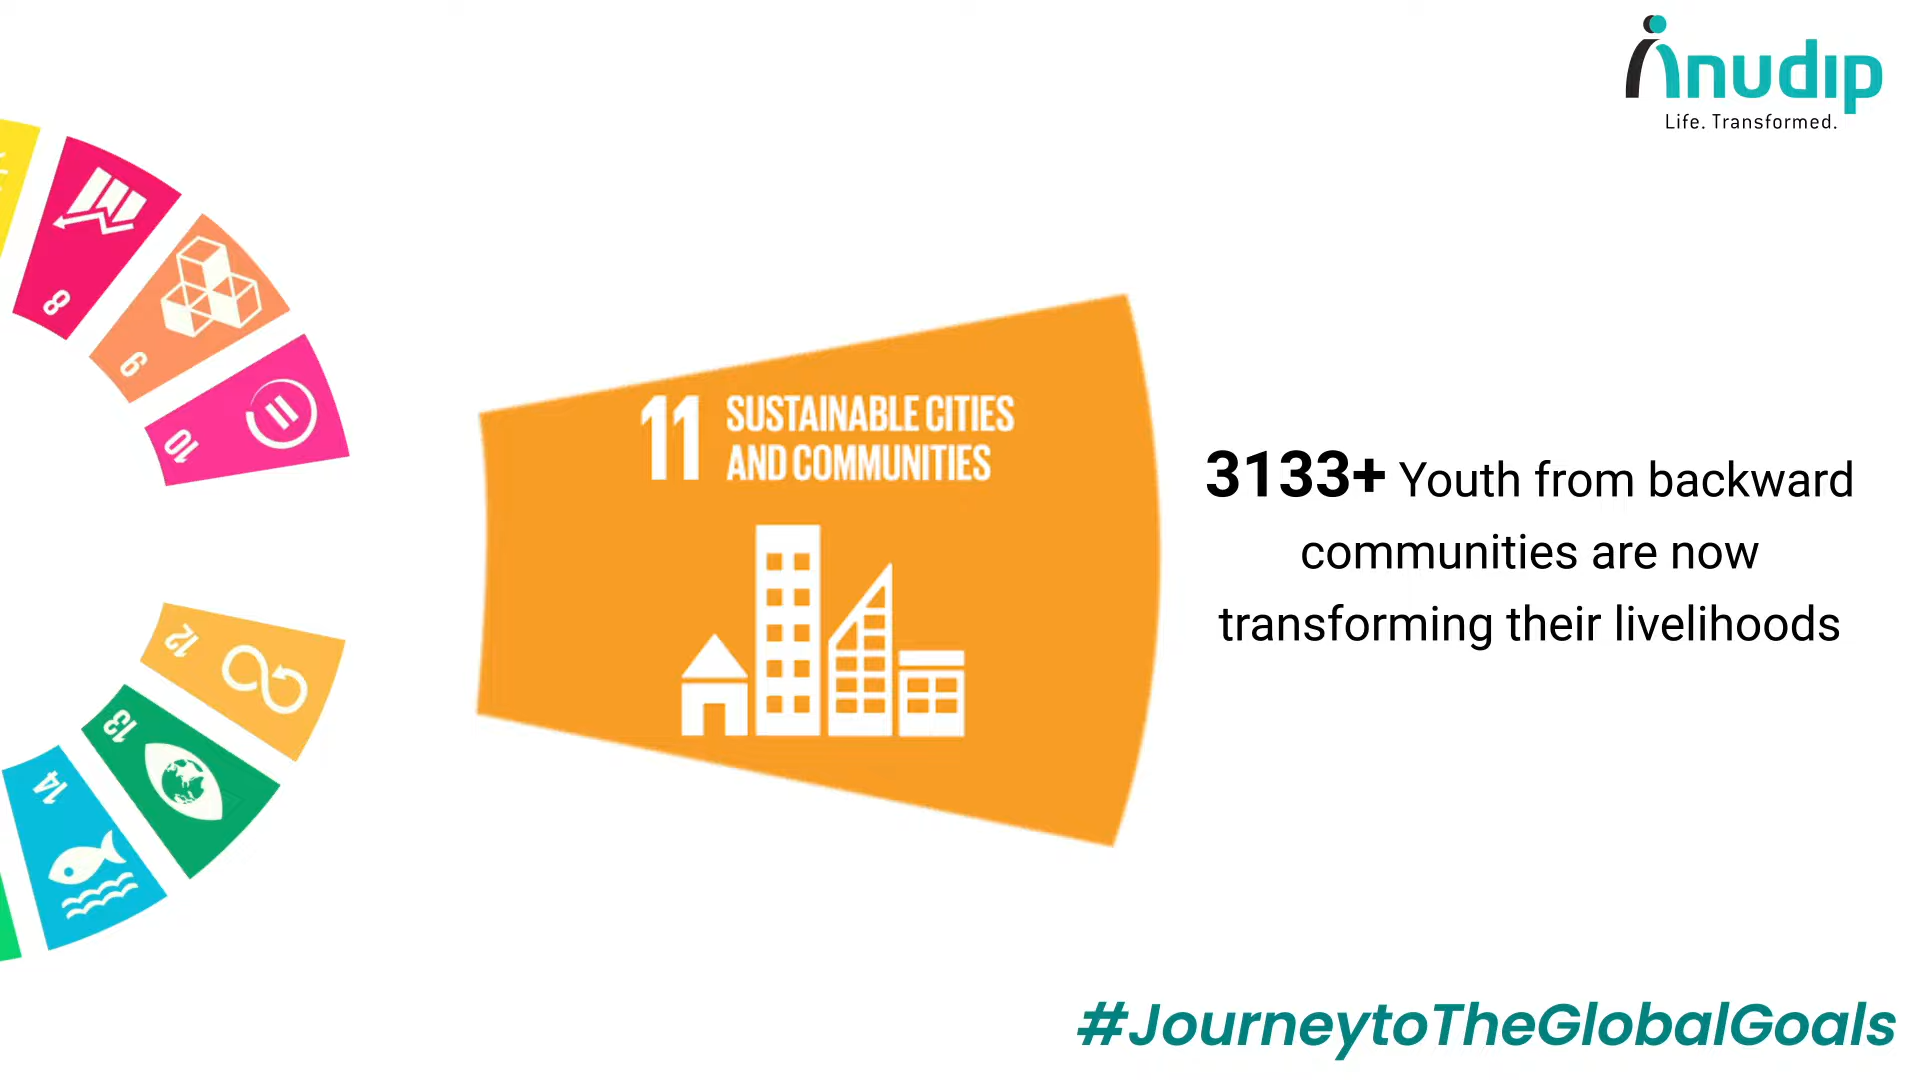 Anudip
Life. Transformed.
8
9
10
11 SUSTAINABLE CITIES
AND COMMUNITIES
3133+ Youth from backward
communities are now
transforming their livelihoods
12
13
14
#JourneytoTheGlobalGoals